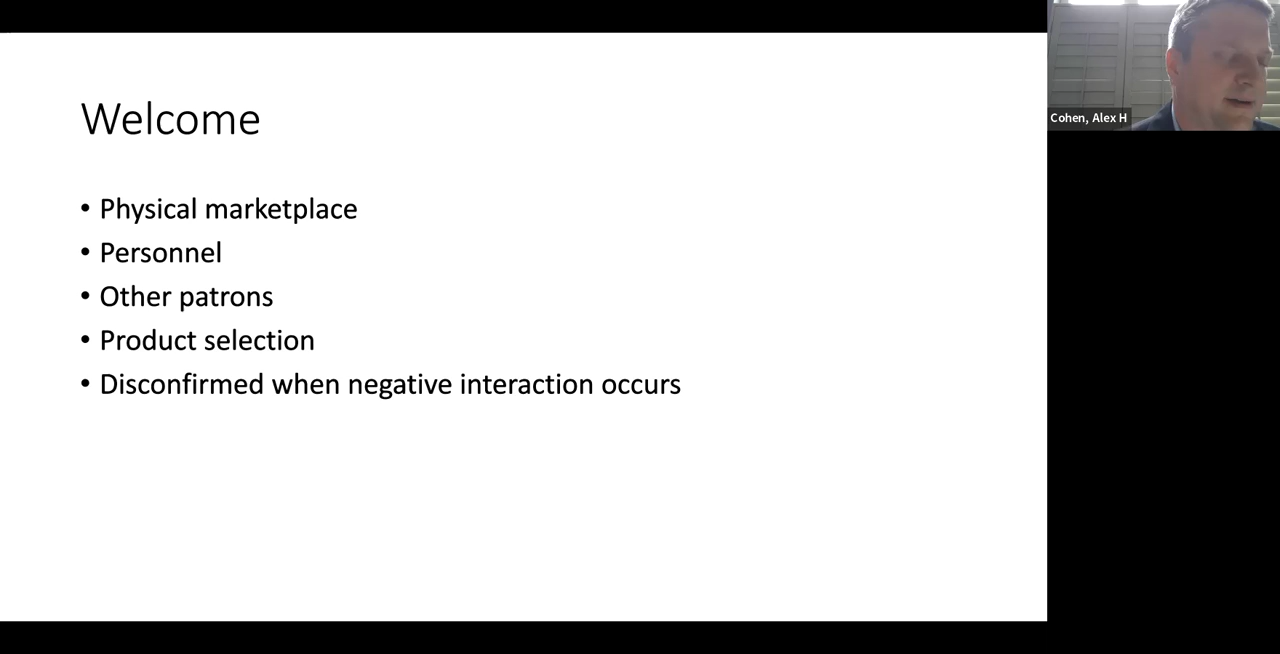 Welcome
• Physical marketplace
• Personnel
• Other patrons
• Product selection
• Disconfirmed when negative interaction occurs
Cohen, Alex H